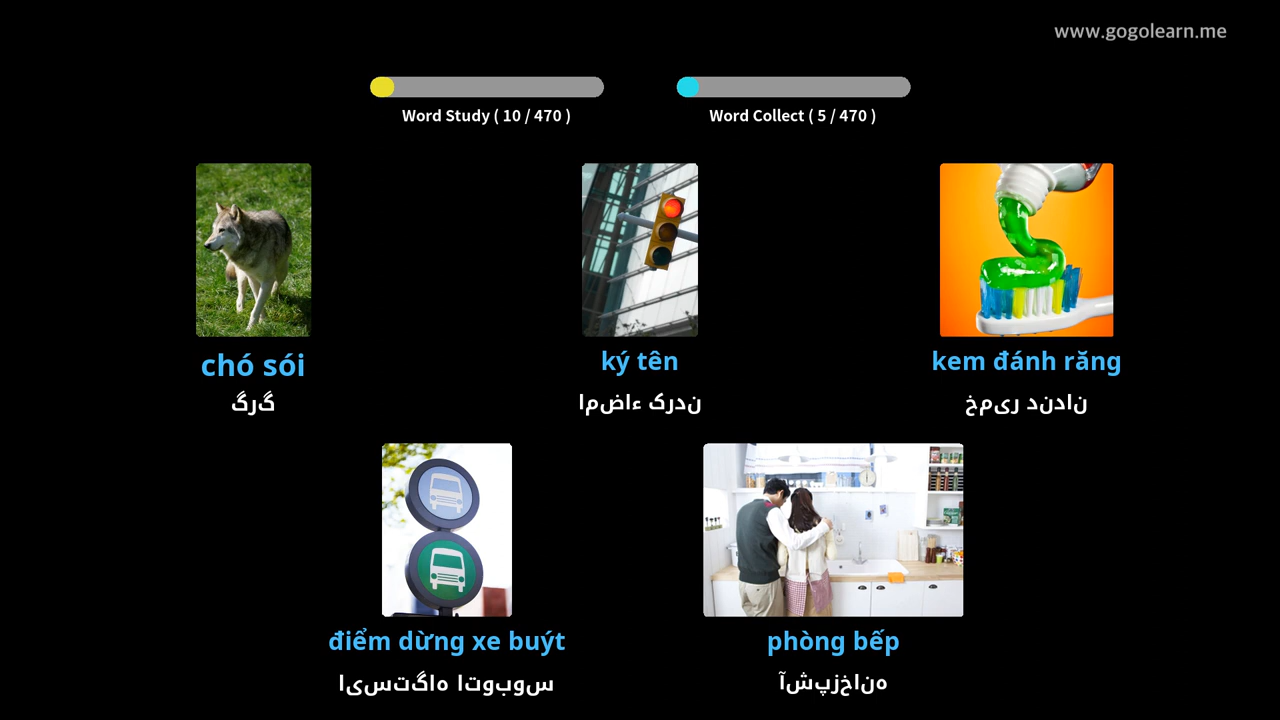 www.gogolearn.me
Word Study ( 10 / 470 )
Word Collect ( 5 / 470 )
chó sói
گرگ
ký tên
امضاء کردن
kem đánh răng
خمیر دندان
điểm dừng xe buýt
ایستگاه اتوبوس
phòng bếp
آشپزخانه